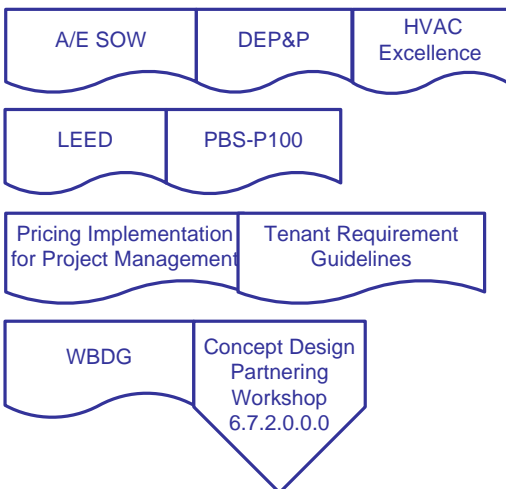 A/E SOW
DEP&P
HVAC
Excellence
LEED
PBS-P100
Pricing Implementation
for Project Management
Tenant Requirement
Guidelines
WBDG
Concept Design
Partnering
Workshop
6.7.2.0.0.0